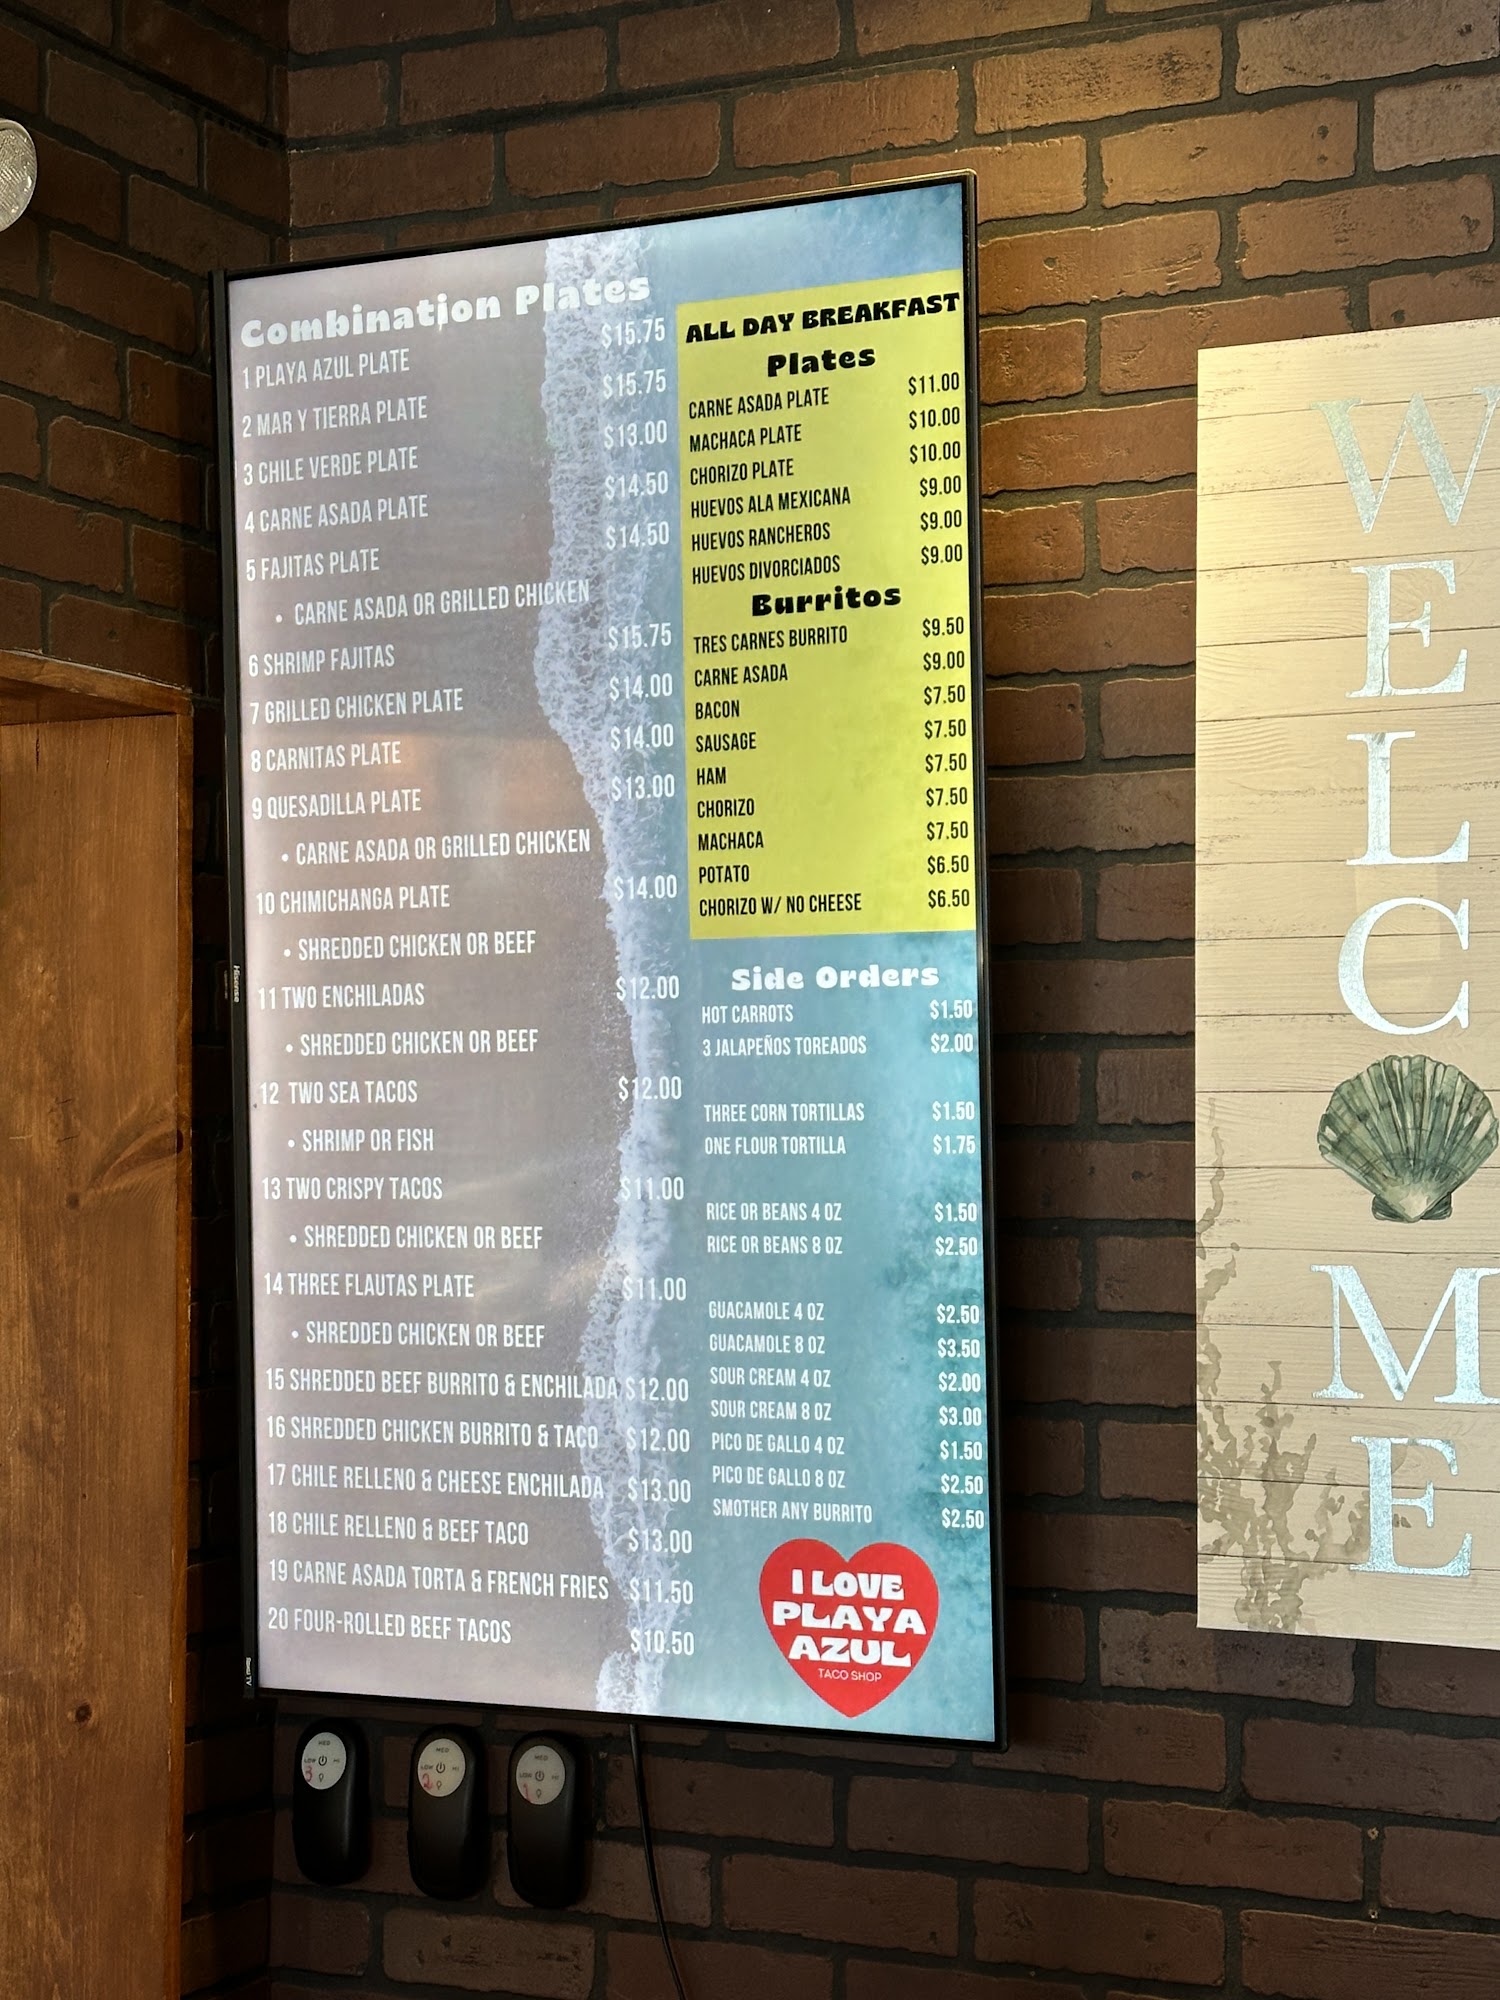 Combination Plates
1 PLAYA AZUL PLATE $15.75
2 MAR Y TIERRA PLATE $15.75
3 CHILE VERDE PLATE $13.00
4 CARNE ASADA PLATE $14.50
5 FAJITAS PLATE $14.50
• CARNE ASADA OR GRILLED CHICKEN
6 SHRIMP FAJITAS $15.75
7 GRILLED CHICKEN PLATE $14.00
8 CARNITAS PLATE $14.00
9 QUESADILLA PLATE $13.00
• CARNE ASADA OR GRILLED CHICKEN
10 CHIMICHANGA PLATE $14.00
• SHREDDED CHICKEN OR BEEF
11 TWO ENCHILADAS $12.00
• SHREDDED CHICKEN OR BEEF
12 TWO SEA TACOS $12.00
• SHRIMP OR FISH
13 TWO CRISPY TACOS $11.00
• SHREDDED CHICKEN OR BEEF
14 THREE FLAUTAS PLATE $11.00
• SHREDDED CHICKEN OR BEEF
15 SHREDDED BEEF BURRITO & ENCHILADA $12.00
16 SHREDDED CHICKEN BURRITO & TACO $12.00
17 CHILE RELLENO & CHEESE ENCHILADA $13.00
18 CHILE RELLENO & BEEF TACO $13.00
19 CARNE ASADA TORTA & FRENCH FRIES $11.50
20 FOUR-ROLLED BEEF TACOS $10.50
ALL DAY BREAKFAST
Plates
CARNE ASADA PLATE $11.00
MACHACA PLATE $10.00
CHORIZO PLATE $10.00
HUEVOS ALA MEXICANA $9.00
HUEVOS RANCHEROS $9.00
HUEVOS DIVORCIADOS $9.00
Burritos
TRES CARNES BURRITO $9.50
CARNE ASADA $9.00
BACON $7.50
SAUSAGE $7.50
HAM $7.50
CHORIZO $7.50
MACHACA $7.50
POTATO $6.50
CHORIZO W/ NO CHEESE $6.50
Side Orders
HOT CARROTS $1.50
3 JALAPEÑOS TOREADOS $2.00
THREE CORN TORTILLAS $1.50
ONE FLOUR TORTILLA $1.75
RICE OR BEANS 4 OZ $1.50
RICE OR BEANS 8 OZ $2.50
GUACAMOLE 4 OZ $2.50
GUACAMOLE 8 OZ $3.50
SOUR CREAM 4 OZ $2.00
SOUR CREAM 8 OZ $3.00
PICO DE GALLO 4 OZ $1.50
PICO DE GALLO 8 OZ $2.50
SMOTHER ANY BURRITO $2.50
I LOVE
PLAYA
AZUL
TACO SHOP
Hisense
Roku TV
W
E
L
C
M
E
MED
LOW HI
3
MED
LOW HI
2
MED
LOW HI
1